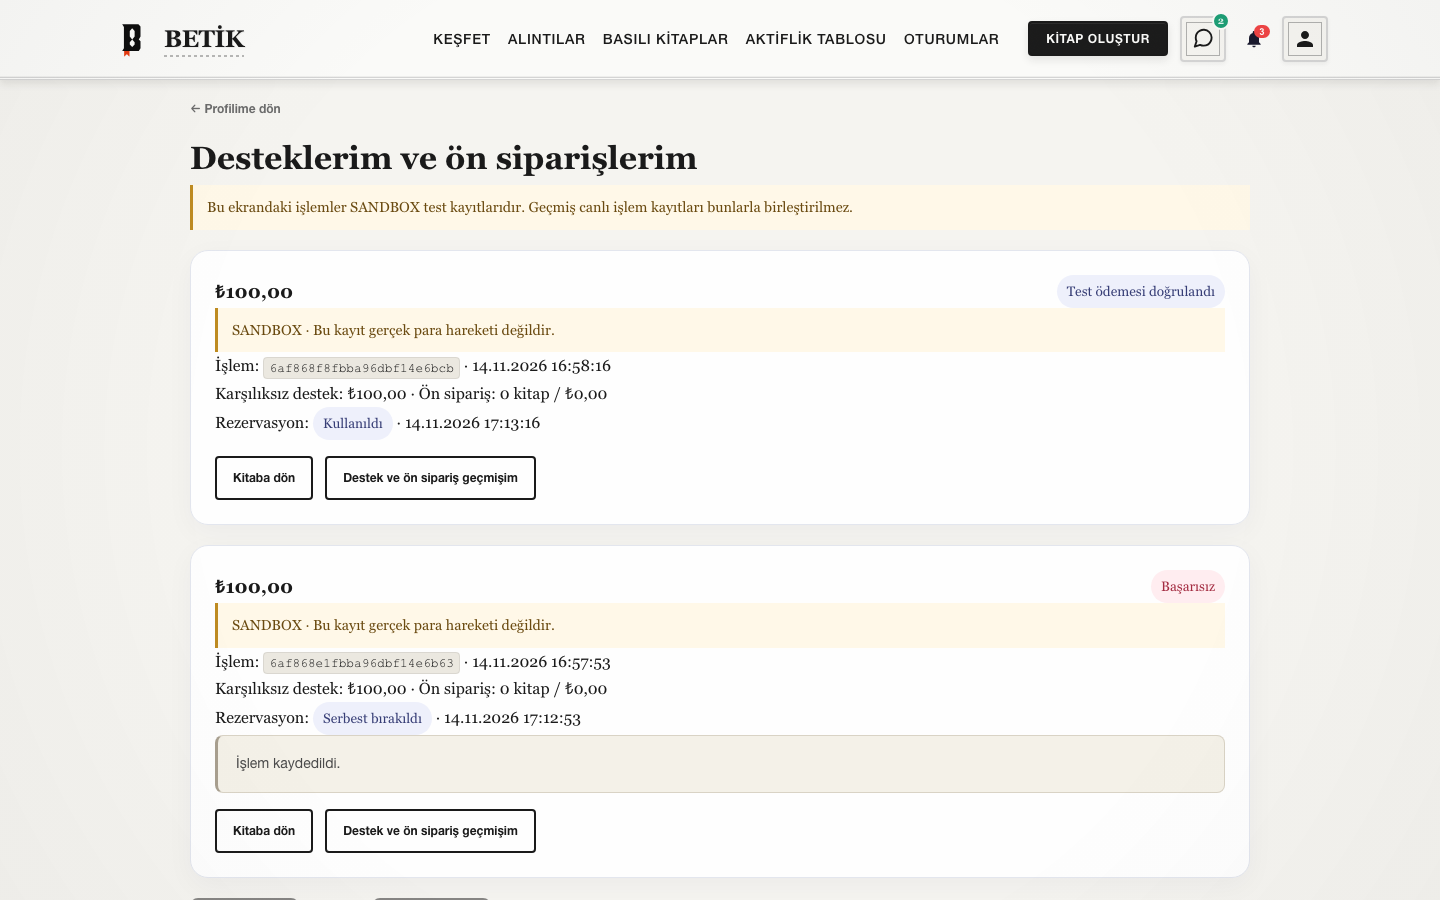 BETİK
KEŞFET ALINTILAR BASILI KİTAPLAR AKTİFLİK TABLOSU OTURUMLAR KİTAP OLUŞTUR 2 3
← Profilime dön
Desteklerim ve ön siparişlerim
Bu ekrandaki işlemler SANDBOX test kayıtlarıdır. Geçmiş canlı işlem kayıtları bunlarla birleştirilmez.
₺100,00 Test ödemesi doğrulandı
SANDBOX · Bu kayıt gerçek para hareketi değildir.
İşlem: 6af868f8fbba96dbf14e6bcb · 14.11.2026 16:58:16
Karşılıksız destek: ₺100,00 · Ön sipariş: 0 kitap / ₺0,00
Rezervasyon: Kullanıldı · 14.11.2026 17:13:16
Kitaba dön Destek ve ön sipariş geçmişim
₺100,00 Başarısız
SANDBOX · Bu kayıt gerçek para hareketi değildir.
İşlem: 6af868e1fbba96dbf14e6b63 · 14.11.2026 16:57:53
Karşılıksız destek: ₺100,00 · Ön sipariş: 0 kitap / ₺0,00
Rezervasyon: Serbest bırakıldı · 14.11.2026 17:12:53
İşlem kaydedildi.
Kitaba dön Destek ve ön sipariş geçmişim